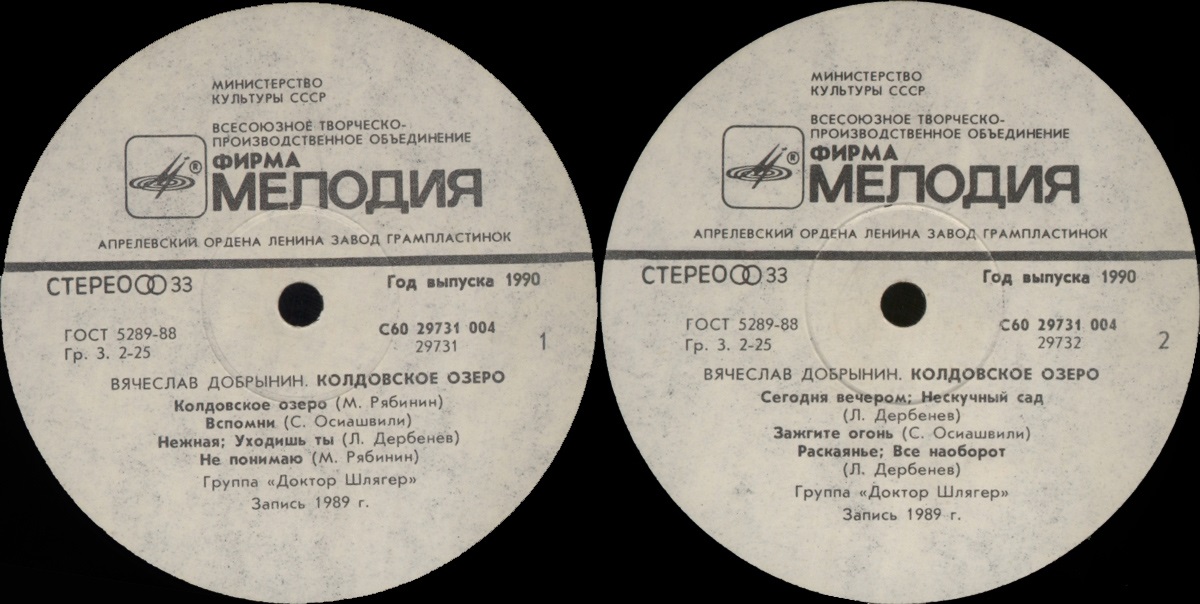 МИНИСТЕРСТВО
КУЛЬТУРЫ СССР
ВСЕСОЮЗНОЕ ТВОРЧЕСКО-
ПРОИЗВОДСТВЕННОЕ ОБЪЕДИНЕНИЕ
®
ФИРМА
МЕЛОДИЯ
АПРЕЛЕВСКИЙ ОРДЕНА ЛЕНИНА ЗАВОД ГРАМПЛАСТИНОК
СТЕРЕО 33
Год выпуска 1990
ГОСТ 5289-88
Гр. 3. 2-25
С60 29731 004
29731
1
ВЯЧЕСЛАВ ДОБРЫНИН. КОЛДОВСКОЕ ОЗЕРО
Колдовское озеро (М. Рябинин)
Вспомни (С. Осиашвили)
Нежная; Уходишь ты (Л. Дербенев)
Не понимаю (М. Рябинин)
Группа «Доктор Шлягер»
Запись 1989 г.
МИНИСТЕРСТВО
КУЛЬТУРЫ СССР
ВСЕСОЮЗНОЕ ТВОРЧЕСКО-
ПРОИЗВОДСТВЕННОЕ ОБЪЕДИНЕНИЕ
®
ФИРМА
МЕЛОДИЯ
АПРЕЛЕВСКИЙ ОРДЕНА ЛЕНИНА ЗАВОД ГРАМПЛАСТИНОК
СТЕРЕО 33
Год выпуска 1990
ГОСТ 5289-88
Гр. 3. 2-25
С60 29731 004
29732
2
ВЯЧЕСЛАВ ДОБРЫНИН. КОЛДОВСКОЕ ОЗЕРО
Сегодня вечером; Нескучный сад
(Л. Дербенев)
Зажгите огонь (С. Осиашвили)
Раскаянье; Все наоборот
(Л. Дербенев)
Группа «Доктор Шлягер»
Запись 1989 г.